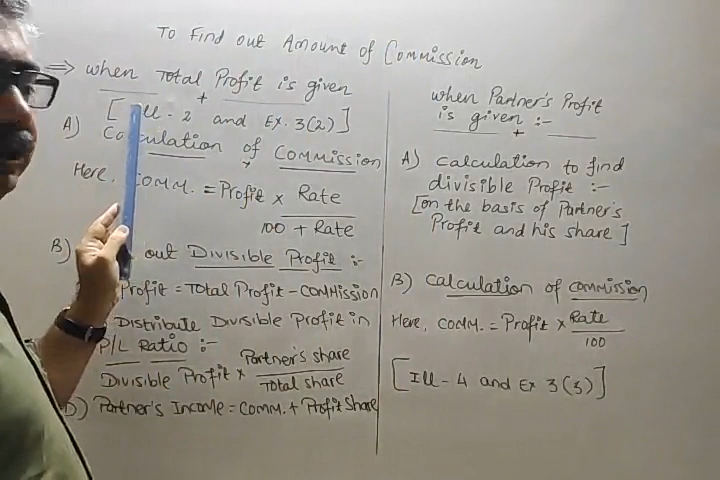 To Find out Amount of Commission
⇒ when Total Profit is given
+
[ Ill. 2 and Ex. 3(2) ]
A) Calculation of Commission
Here, Comm. = Profit × Rate
100 + Rate
B) out Divisible Profit :-
Profit = Total Profit - Commission
Distribute Divisible Profit in
P/L Ratio :-
Divisible Profit × Partner's share
Total share
D) Partner's Income = Comm. + Profit Share
when Partner's Profit
is given :-
+
A) Calculation to find
divisible Profit :-
[on the basis of Partner's
Profit and his share ]
B) Calculation of commission
Here, Comm. = Profit × Rate
100
[ Ill - 4 and Ex 3(3) ]